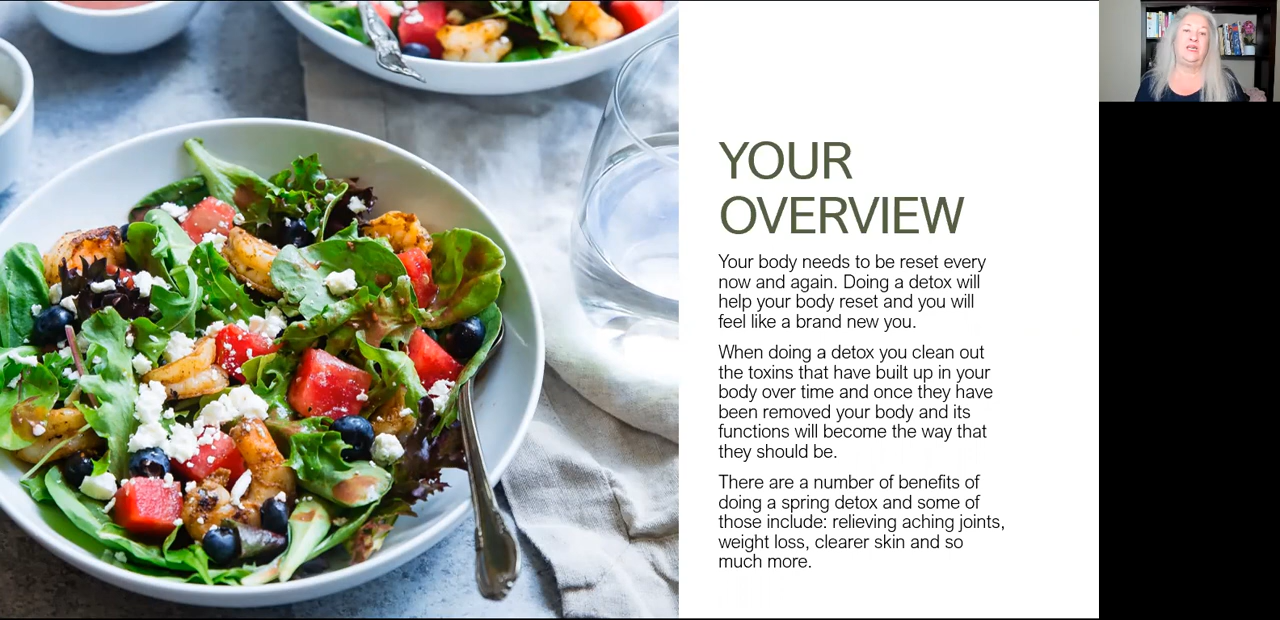 YOUR
OVERVIEW
Your body needs to be reset every
now and again. Doing a detox will
help your body reset and you will
feel like a brand new you.
When doing a detox you clean out
the toxins that have built up in your
body over time and once they have
been removed your body and its
functions will become the way that
they should be.
There are a number of benefits of
doing a spring detox and some of
those include: relieving aching joints,
weight loss, clearer skin and so
much more.